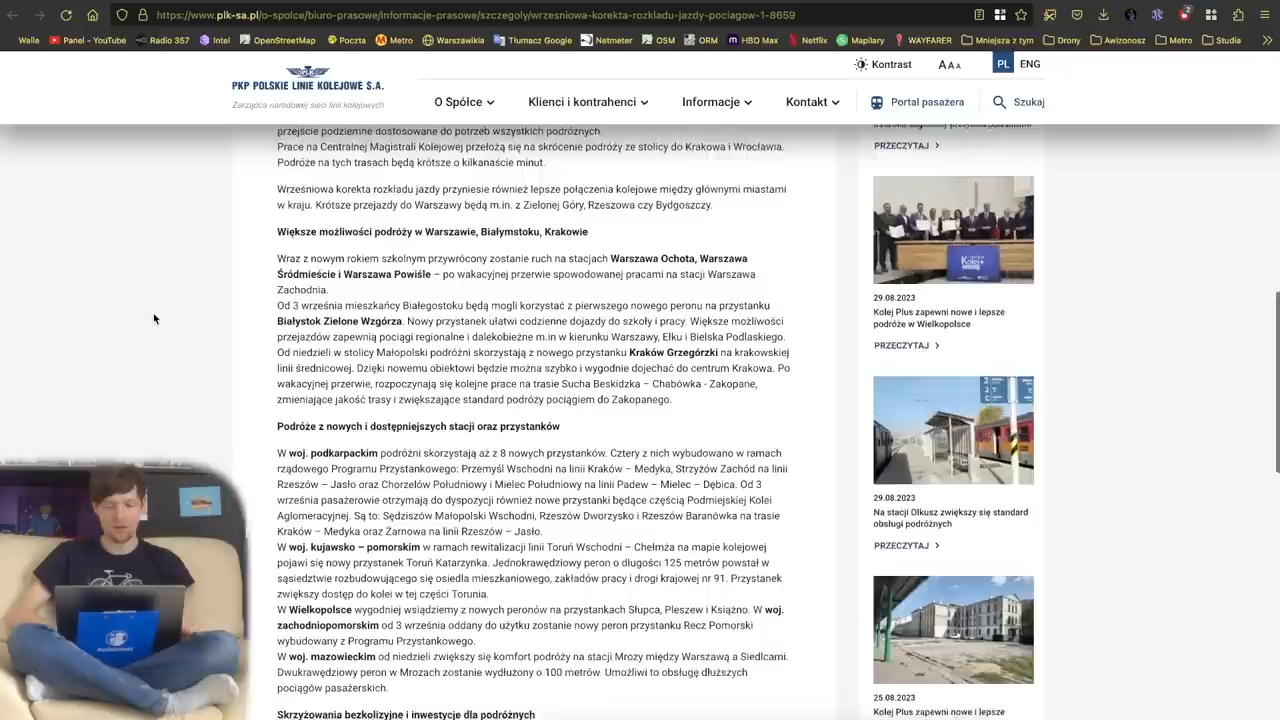 https://www.plk-sa.pl/o-spolce/biuro-prasowe/informacje-prasowe/szczegoly/wrzesniowa-korekta-rozkladu-jazdy-pociagow-1-8659
Walle
Panel - YouTube
Radio 357
Intel
OpenStreetMap
Portal pasażera
Metro
Wyszukiwarka połącz…
Tłumacz Google
Netmeter
OSM
ORM
HBO Max
Netflix
Mapilary
WAYFARER
Mniejsza z tym
Dział Awizonow
Metro
Studia
Kontrast
A A A
PL
ENG
PKP POLSKIE LINIE KOLEJOWE S.A.
Zarządca narodowej sieci linii kolejowych
O Spółce
Klienci i kontrahenci
Informacje
Kontakt
Portal pasażera
Szukaj
przejście podziemne dostosowane do potrzeb wszystkich podróżnych
Prace na Centralnej Magistrali Kolejowej przełożą się na skrócenie podróży ze stolicy do Krakowa i Wrocławia.
Podróże na tych trasach będą krótsze o kilkanaście minut.
Wrześniowa korekta rozkładu jazdy przyniesie również lepsze połączenia kolejowe między głównymi miastami
w kraju. Krótsze przejazdy do Warszawy będą m.in. z Zielonej Góry, Rzeszowa czy Bydgoszczy.
Większe możliwości podróży w Warszawie, Białymstoku, Krakowie
Wraz z nowym rokiem szkolnym przywrócony zostanie ruch na stacjach Warszawa Ochota, Warszawa
Śródmieście i Warszawa Powiśle – po wakacyjnej przerwie spowodowanej pracami na stacji Warszawa
Zachodnia.
Od 3 września mieszkańcy Białegostoku będą mogli korzystać z pierwszego nowego peronu na przystanku
Białystok Zielone Wzgórza. Nowy przystanek ułatwi codzienne dojazdy do szkoły i pracy. Większe możliwości
przejazdów zapewnią pociągi regionalne i dalekobieżne m.in w kierunku Warszawy, Ełku i Bielska Podlaskiego.
Od niedzieli w stolicy Małopolski podróżni skorzystają z nowego przystanku Kraków Grzegórzki na krakowskiej
linii średnicowej. Dzięki nowemu obiektowi będzie można szybko i wygodnie dojechać do centrum Krakowa. Po
wakacyjnej przerwie, rozpoczynają się kolejne prace na trasie Sucha Beskidzka – Chabówka - Zakopane,
zmieniające jakość trasy i zwiększające standard podróży pociągiem do Zakopanego.
Podróże z nowych i dostępniejszych stacji oraz przystanków
W woj. podkarpackim podróżni skorzystają aż z 8 nowych przystanków. Cztery z nich wybudowano w ramach
rządowego Programu Przystankowego: Przemyśl Wschodni na linii Kraków – Medyka, Strzyżów Zachód na linii
Rzeszów – Jasło oraz Chorzelów Południowy i Mielec Południowy na linii Padew – Mielec – Dębica. Od 3
września pasażerowie otrzymają do dyspozycji również nowe przystanki będące częścią Podmiejskiej Kolei
Aglomeracyjnej. Są to: Sędziszów Małopolski Wschodni, Rzeszów Dworzysko i Rzeszów Baranówka na trasie
Kraków – Medyka oraz Żarnowa na linii Rzeszów – Jasło.
W woj. kujawsko – pomorskim w ramach rewitalizacji linii Toruń Wschodni – Chełmża na mapie kolejowej
pojawi się nowy przystanek Toruń Katarzynka. Jednokrawędziowy peron o długości 125 metrów powstał w
sąsiedztwie rozbudowującego się osiedla mieszkaniowego, zakładów pracy i drogi krajowej nr 91. Przystanek
zwiększy dostęp do kolei w tej części Torunia.
W Wielkopolsce wygodniej wsiądziemy z nowych peronów na przystankach Słupca, Pleszew i Książno. W woj.
zachodniopomorskim od 3 września oddany do użytku zostanie nowy peron przystanku Recz Pomorski
wybudowany z Programu Przystankowego.
W woj. mazowieckim od niedzieli zwiększy się komfort podróży na stacji Mrozy między Warszawą a Siedlcami.
Dwukrawędziowy peron w Mrozach zostanie wydłużony o 100 metrów. Umożliwi to obsługę dłuższych
pociągów pasażerskich.
Skrzyżowania bezkolizyjne i inwestycje dla podróżnych
PRZECZYTAJ
Kolej+
29.08.2023
Kolej Plus zapewni nowe i lepsze
podróże w Wielkopolsce
PRZECZYTAJ
29.08.2023
Na stacji Olkusz zwiększy się standard
obsługi podróżnych
PRZECZYTAJ
25.08.2023
Kolej Plus zapewni nowe i lepsze